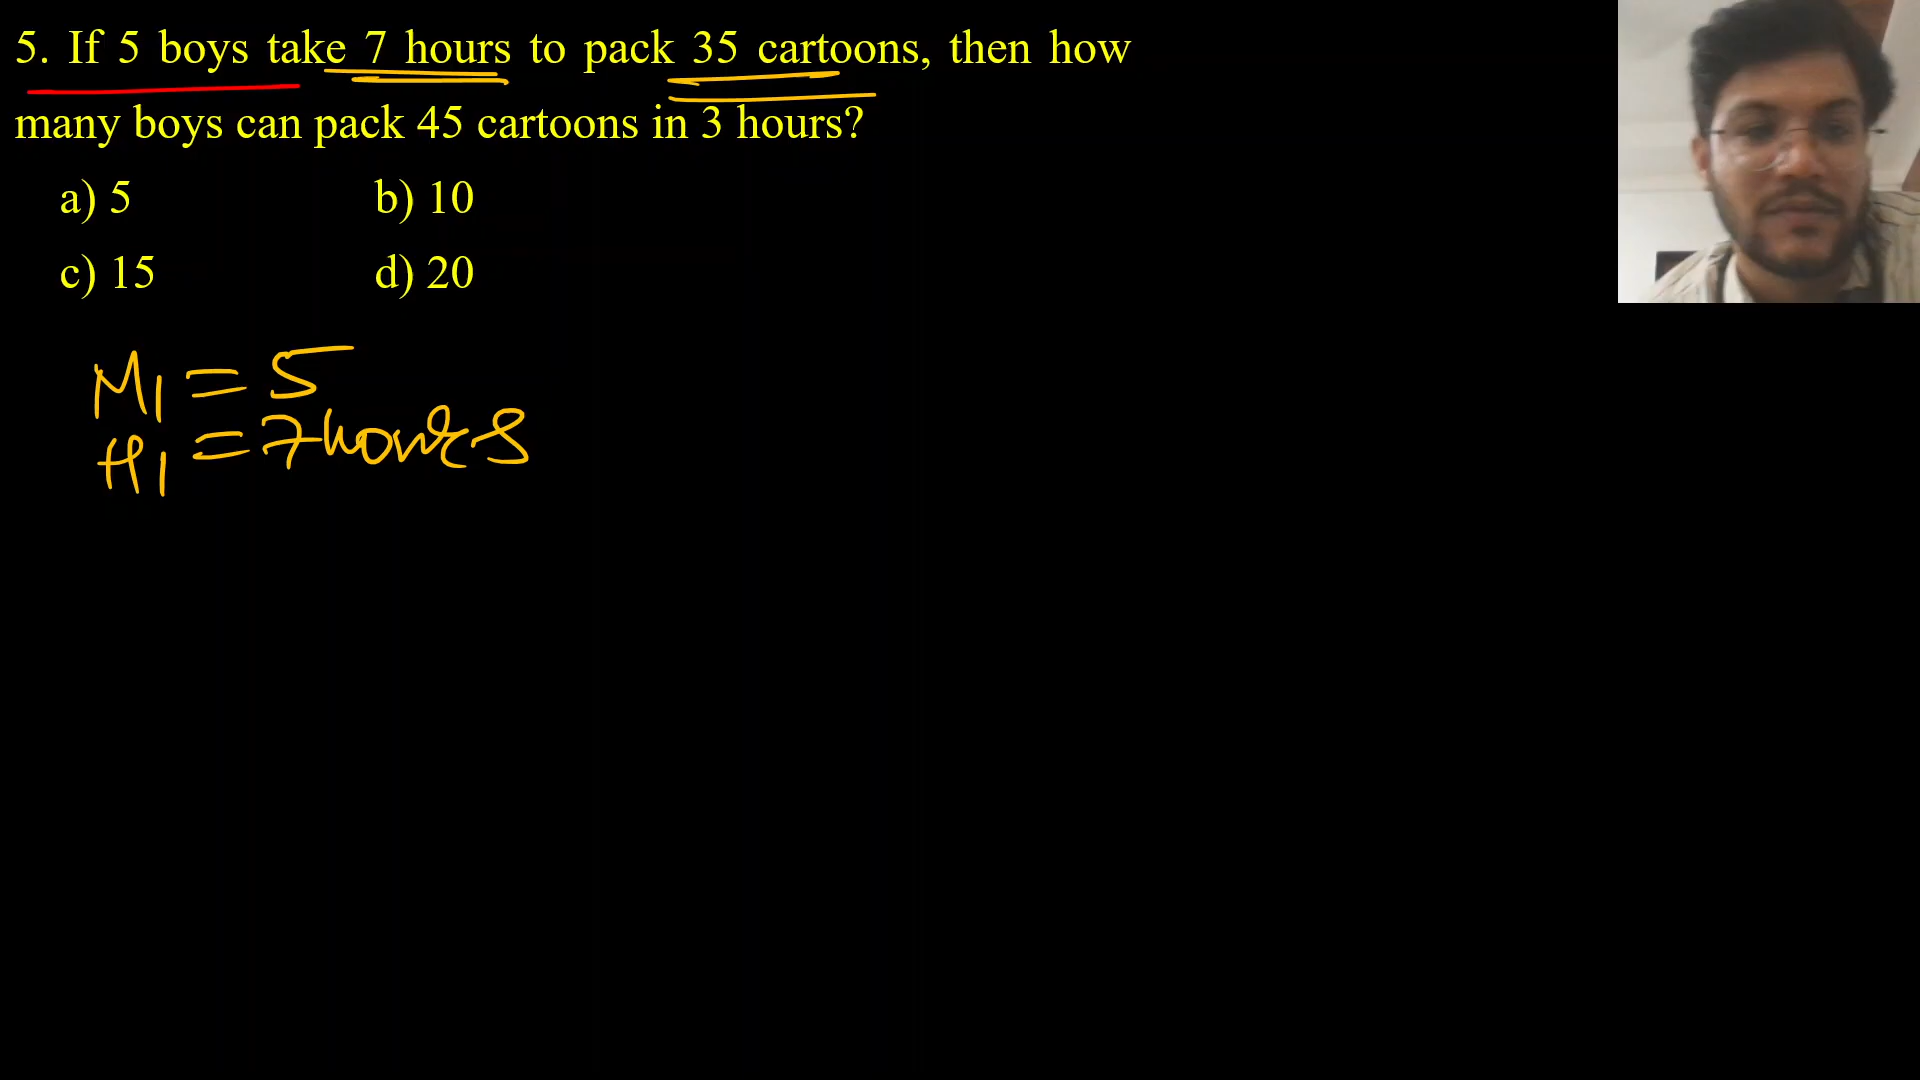 5. If 5 boys take 7 hours to pack 35 cartoons, then how
many boys can pack 45 cartoons in 3 hours?
a) 5 b) 10
c) 15 d) 20
M1 = 5
H1 = 7 hours